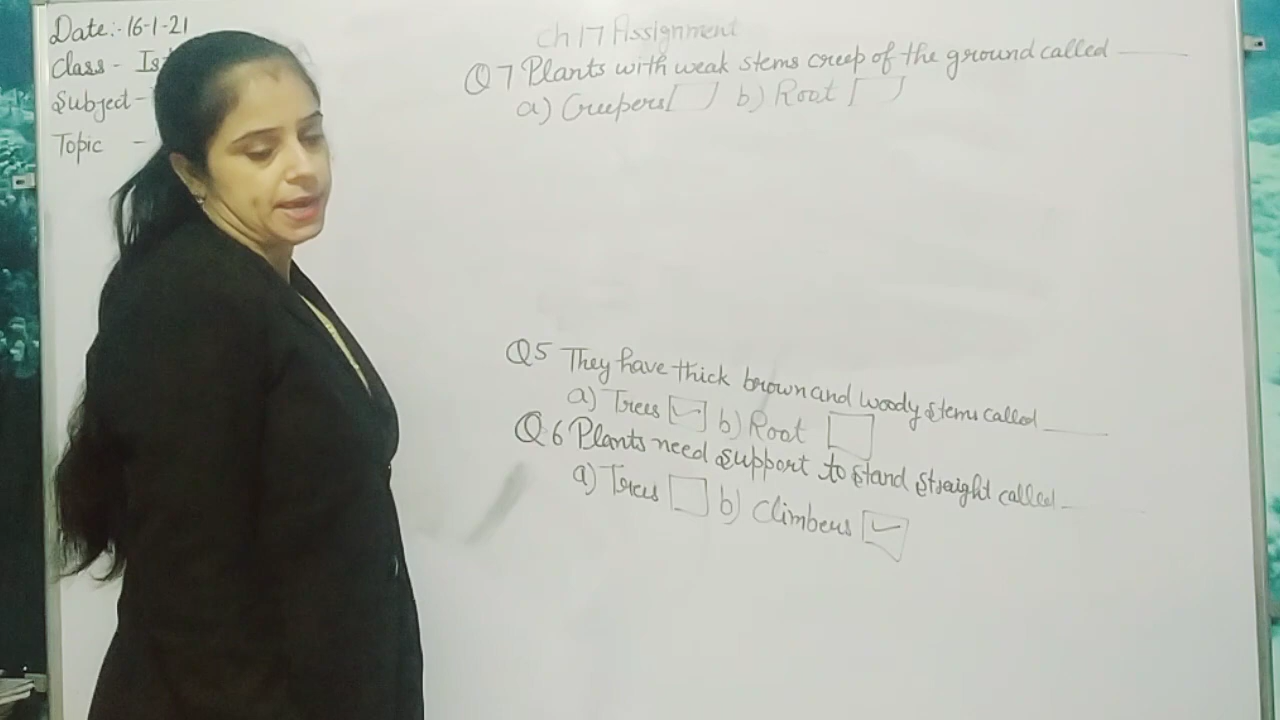 Date:- 16-1-21
Class - Ist
Subject -
Topic -
Ch 17 Assignment
Q 7 Plants with weak stems creep of the ground called ____
a) Creepers [ ] b) Root [ ]
Q5 They have thick brown and woody stems called ____
a) Trees [✓] b) Root [ ]
Q6 Plants need support to stand straight called ____
a) Trees [ ] b) Climbers [✓]